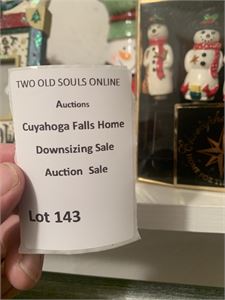 TWO OLD SOULS ONLINE
Auctions
Cuyahoga Falls Home
Downsizing Sale
Auction Sale
Lot 143